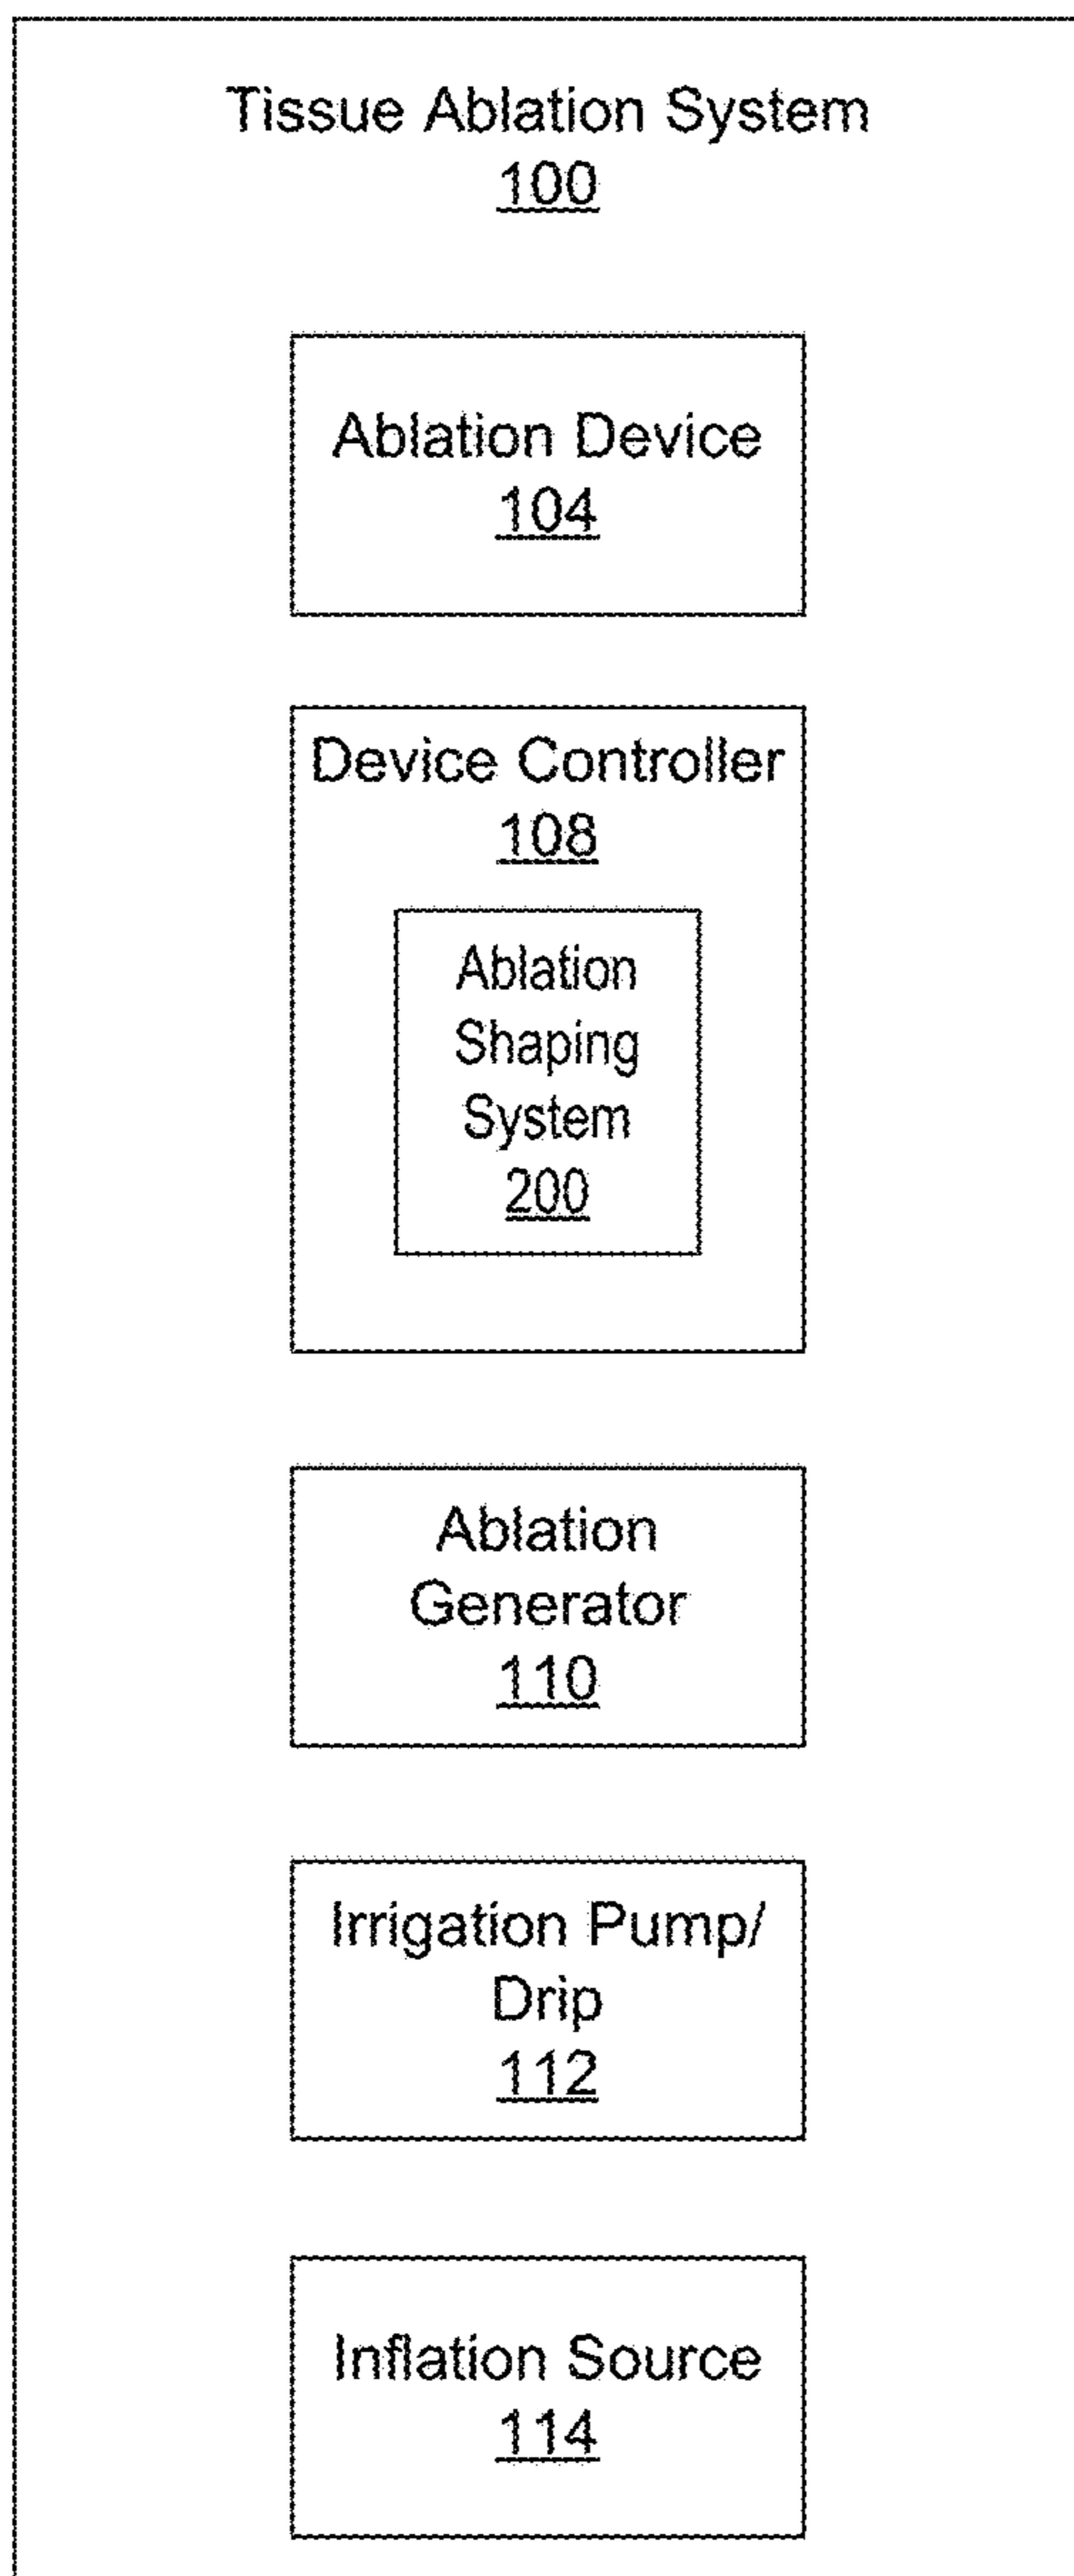 Tissue Ablation System
100
Ablation Device
104
Device Controller
108
Ablation
Shaping
System
200
Ablation
Generator
110
Irrigation Pump/
Drip
112
Inflation Source
114